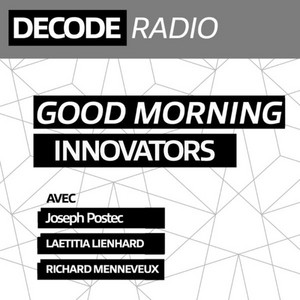 DECODE RADIO
GOOD MORNING
INNOVATORS
AVEC
Joseph Postec
LAETITIA LIENHARD
RICHARD MENNEVEUX